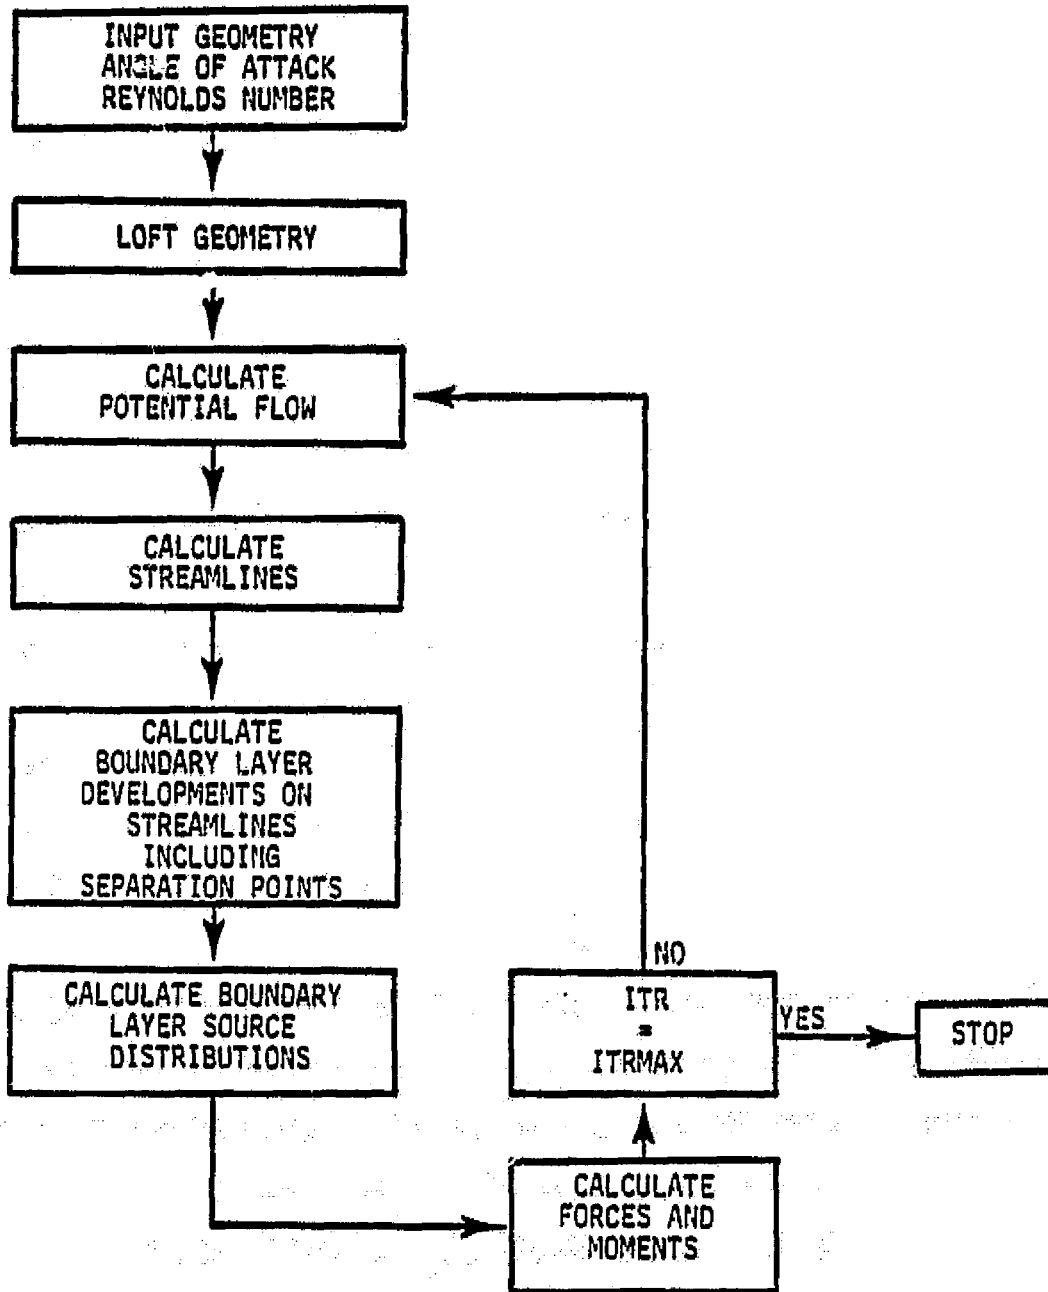 INPUT GEOMETRY
ANGLE OF ATTACK
REYNOLDS NUMBER
LOFT GEOMETRY
CALCULATE
POTENTIAL FLOW
CALCULATE
STREAMLINES
CALCULATE
BOUNDARY LAYER
DEVELOPMENTS ON
STREAMLINES
INCLUDING
SEPARATION POINTS
CALCULATE BOUNDARY
LAYER SOURCE
DISTRIBUTIONS
CALCULATE
FORCES AND
MOMENTS
ITR
=
ITRMAX
NO
YES
STOP